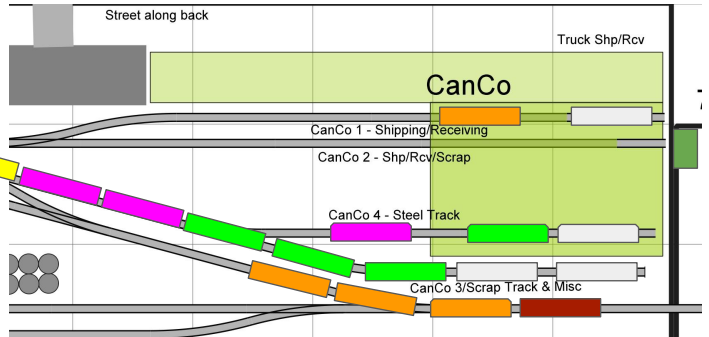 Street along back
Truck Shp/Rcv
CanCo
CanCo 1 - Shipping/Receiving
CanCo 2 - Shp/Rcv/Scrap
CanCo 4 - Steel Track
CanCo 3/Scrap Track & Misc